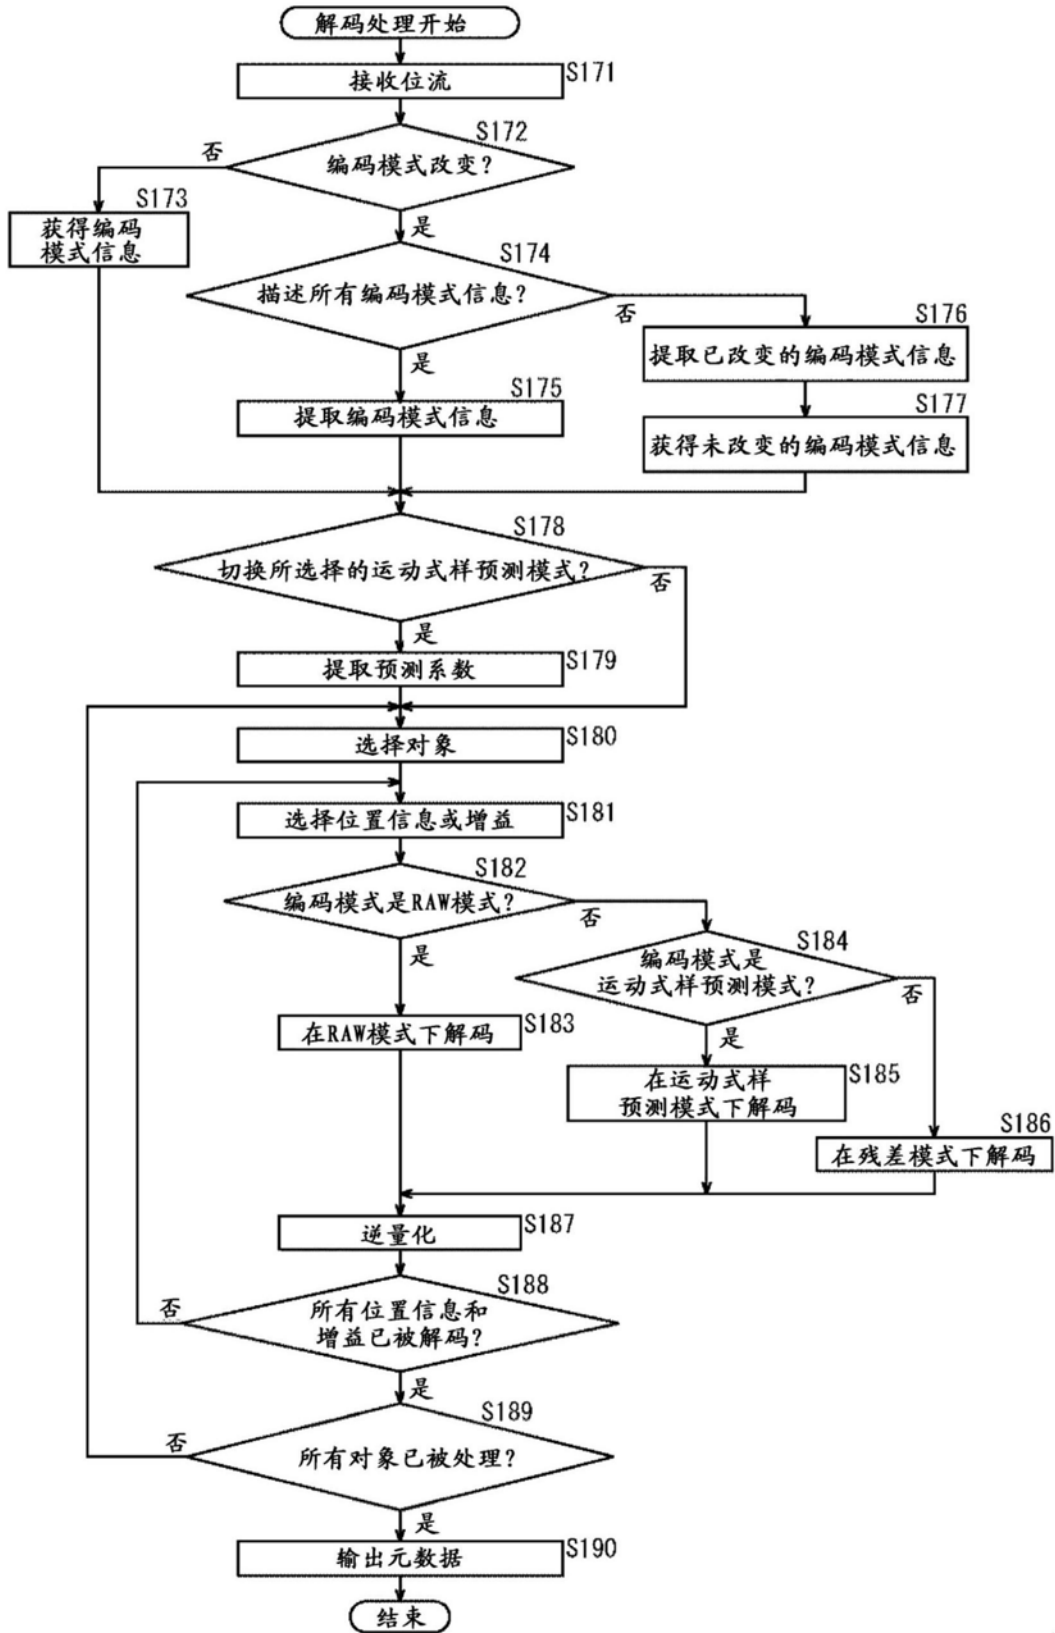 解码处理开始
接收位流
S171
S172
编码模式改变?
否
是
S173
获得编码
模式信息
S174
描述所有编码模式信息?
否
是
S176
提取已改变的编码模式信息
S175
提取编码模式信息
S177
获得未改变的编码模式信息
S178
切换所选择的运动式样预测模式?
否
是
提取预测系数
S179
选择对象
S180
选择位置信息或增益
S181
S182
编码模式是RAW模式?
否
是
S184
编码模式是
运动式样预测模式?
否
是
在RAW模式下解码
S183
在运动式样
预测模式下解码
S185
S186
在残差模式下解码
逆量化
S187
S188
所有位置信息和
增益已被解码?
否
是
S189
所有对象已被处理?
否
是
输出元数据
S190
结束